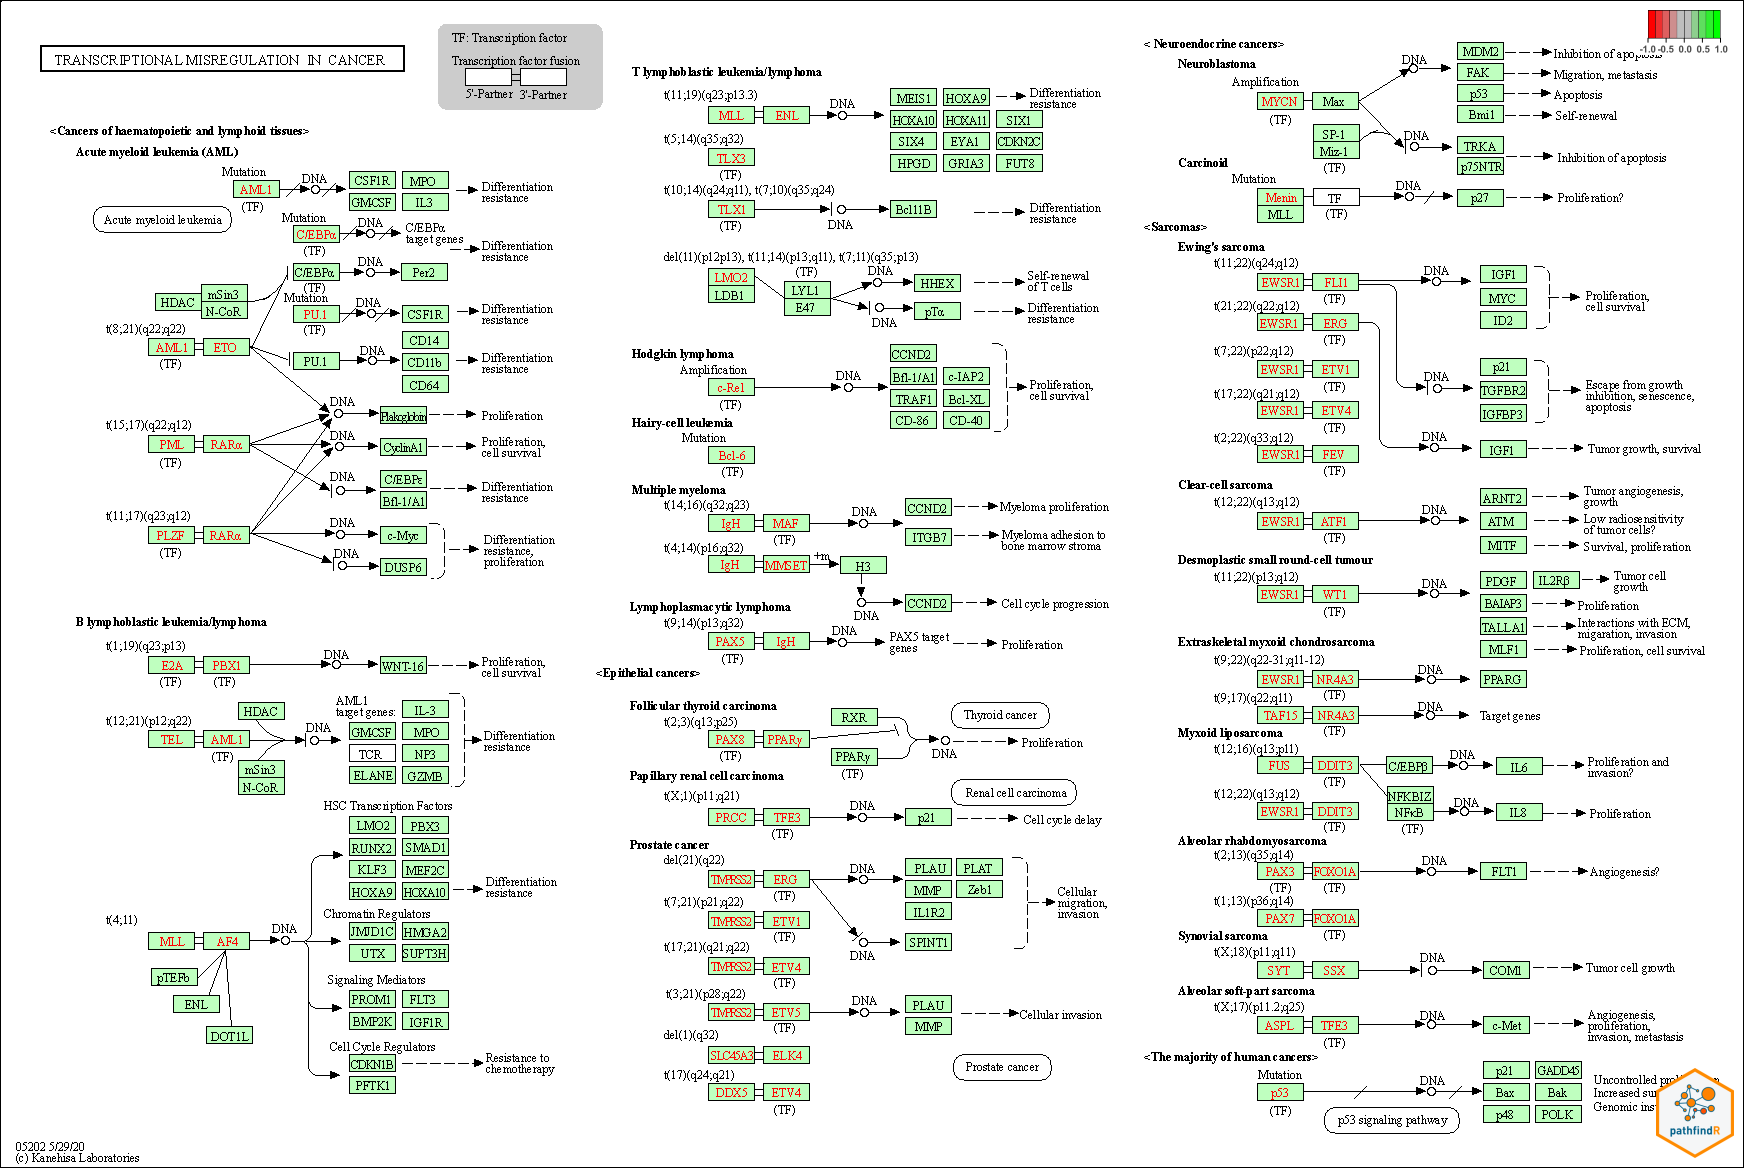 TRANSCRIPTIONAL MISREGULATION IN CANCER
TF: Transcription factor
Transcription factor fusion
5'-Partner 3'-Partner
<Cancers of haematopoietic and lymphoid tissues>
Acute myeloid leukemia (AML)
Mutation
AML1
(TF)
DNA
CSF1R MPO
GMCSF IL3
Differentiation
resistance
Acute myeloid leukemia
Mutation
C/EBPα
(TF)
DNA
C/EBPα
target genes
Differentiation
resistance
C/EBPα
(TF)
DNA
Per2
HDAC
mSin3
N-CoR
Mutation
PU.1
(TF)
DNA
CSF1R
Differentiation
resistance
t(8;21)(q22;q22)
AML1 ETO
(TF)
PU.1
DNA
CD14
CD11b
CD64
Differentiation
resistance
DNA
Plakoglobin
Proliferation
t(15;17)(q22;q12)
PML RARα
(TF)
DNA
CyclinA1
Proliferation,
cell survival
DNA
C/EBPε
Bfl-1/A1
Differentiation
resistance
t(11;17)(q23;q12)
PLZF RARα
(TF)
DNA
c-Myc
DNA
DUSP6
Differentiation
resistance,
proliferation
B lymphoblastic leukemia/lymphoma
t(1;19)(q23;p13)
E2A PBX1
(TF) (TF)
DNA
WNT-16
Proliferation,
cell survival
t(12;21)(p12;q22)
TEL AML1
(TF)
HDAC
mSin3
N-CoR
DNA
AML1
target genes:
IL-3
GMCSF MPO
TCR NP3
ELANE GZMB
Differentiation
resistance
HSC Transcription Factors
LMO2 PBX3
RUNX2 SMAD1
KLF3 MEF2C
HOXA9 HOXA10
Differentiation
resistance
t(4;11)
MLL AF4
DNA
pTEFb
ENL
DOT1L
Chromatin Regulators
JMJD1C HMGA2
UTX SUPT3H
Signaling Mediators
PROM1 FLT3
BMP2K IGF1R
Cell Cycle Regulators
CDKN1B
PFTK1
Resistance to
chemotherapy
05202 5/29/20
(c) Kanehisa Laboratories
T lymphoblastic leukemia/lymphoma
t(11;19)(q23;p13.3)
MLL ENL
DNA
MEIS1 HOXA9
HOXA10 HOXA11 SIX1
SIX4 EYA1 CDKN2C
HPGD GRIA3 FUT8
Differentiation
resistance
t(5;14)(q35;q32)
TLX3
(TF)
t(10;14)(q24;q11), t(7;10)(q35;q24)
TLX1
(TF)
DNA
Bcl11B
Differentiation
resistance
del(11)(p12p13), t(11;14)(p13;q11), t(7;11)(q35;p13)
LMO2
LDB1
(TF)
LYL1
E47
DNA
HHEX
Self-renewal
of T cells
DNA
pTα
Differentiation
resistance
Hodgkin lymphoma
Amplification
c-Rel
(TF)
DNA
CCND2
Bfl-1/A1 c-IAP2
TRAF1 Bcl-XL
CD-86 CD-40
Proliferation,
cell survival
Hairy-cell leukemia
Mutation
Bcl-6
(TF)
Multiple myeloma
t(14;16)(q32;q23)
IgH MAF
(TF)
DNA
CCND2
Myeloma proliferation
ITGB7
Myeloma adhesion to
bone marrow stroma
t(4;14)(p16;q32)
IgH MMSET
+m
H3
DNA
CCND2
Cell cycle progression
Lymphoplasmacytic lymphoma
t(9;14)(p13;q32)
PAX5 IgH
(TF)
DNA
PAX5 target
genes
Proliferation
<Epithelial cancers>
Follicular thyroid carcinoma
t(2;3)(q13;p25)
PAX8 PPARγ
(TF) (TF)
RXR
PPARγ
(TF)
Thyroid cancer
DNA
Proliferation
Papillary renal cell carcinoma
t(X;1)(p11;q21)
PRCC TFE3
(TF)
DNA
p21
Renal cell carcinoma
Cell cycle delay
Prostate cancer
del(21)(q22)
TMPRSS2 ERG
(TF)
DNA
PLAU PLAT
MMP Zeb1
IL1R2
Cellular
migration,
invasion
t(7;21)(p21;q22)
TMPRSS2 ETV1
(TF)
DNA
SPINT1
t(17;21)(q21;q22)
TMPRSS2 ETV4
(TF)
t(3;21)(p28;q22)
TMPRSS2 ETV5
(TF)
DNA
PLAU
MMP
Cellular invasion
del(1)(q32)
SLC45A3 ELK4
t(17)(q24;q21)
DDX5 ETV4
(TF)
Prostate cancer
<Neuroendocrine cancers>
Neuroblastoma
Amplification
MYCN Max
(TF)
DNA
MDM2
FAK
p53
Bmi1
Inhibition of apop
Migration, metastasis
Apoptosis
Self-renewal
SP-1
Miz-1
(TF)
DNA
TRKA
p75NTR
Inhibition of apoptosis
Carcinoid
Mutation
Menin
MLL
TF
(TF)
DNA
p27
Proliferation?
<Sarcomas>
Ewing's sarcoma
t(11;22)(q24;q12)
EWSR1 FLI1
(TF)
DNA
IGF1
MYC
ID2
Proliferation,
cell survival
t(21;22)(q22;q12)
EWSR1 ERG
(TF)
t(7;22)(p22;q12)
EWSR1 ETV1
(TF)
DNA
p21
TGFBR2
IGFBP3
Escape from growth
inhibition, senescence,
apoptosis
t(17;22)(q21;q12)
EWSR1 ETV4
(TF)
t(2;22)(q33;q12)
EWSR1 FEV
(TF)
DNA
IGF1
Tumor growth, survival
Clear-cell sarcoma
t(12;22)(q13;q12)
EWSR1 ATF1
(TF)
DNA
ARNT2
ATM
MITF
Tumor angiogenesis,
growth
Low radiosensitivity
of tumor cells?
Survival, proliferation
Desmoplastic small round-cell tumour
t(11;22)(p13;q12)
EWSR1 WT1
(TF)
DNA
PDGF IL2Rβ
BAIAP3
TALLA1
MLF1
Tumor cell
growth
Proliferation
Interactions with ECM,
migaration, invasion
Proliferation, cell survival
Extraskeletal myxoid chondrosarcoma
t(9;22)(q22-31;q11-12)
EWSR1 NR4A3
(TF)
DNA
PPARG
t(9;17)(q22;q11)
TAF15 NR4A3
(TF)
DNA
Target genes
Myxoid liposarcoma
t(12;16)(q13;p11)
FUS DDIT3
(TF)
C/EBPβ
DNA
IL6
Proliferation and
invasion?
t(12;22)(q13;q12)
EWSR1 DDIT3
(TF)
NFKBIZ
NFκB
(TF)
DNA
IL8
Proliferation
Alveolar rhabdomyosarcoma
t(2;13)(q35;q14)
PAX3 FOXO1A
(TF) (TF)
DNA
FLT1
Angiogenesis?
t(1;13)(p36;q14)
PAX7 FOXO1A
(TF)
Synovial sarcoma
t(X;18)(p11;q11)
SYT SSX
(TF)
DNA
COM1
Tumor cell growth
Alveolar soft-part sarcoma
t(X;17)(p11.2;q25)
ASPL TFE3
(TF)
DNA
c-Met
Angiogenesis,
proliferation,
invasion, metastasis
<The majority of human cancers>
Mutation
p53
(TF)
DNA
p21 GADD45
Bax Bak
p48 POLK
Uncontrolled prol
Increased sur
Genomic ins
p53 signaling pathway
-1.0 -0.5 0.0 0.5 1.0
pathfindR